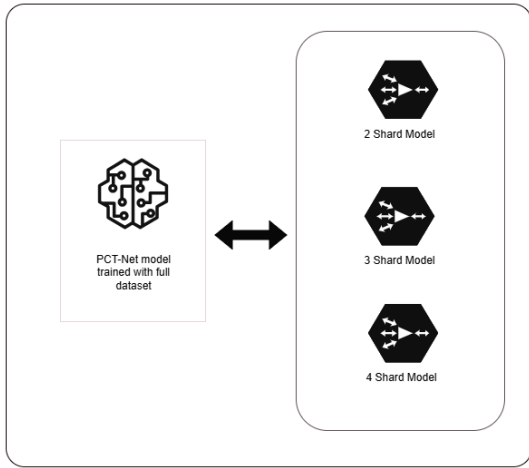 PCT-Net model
trained with full
dataset
2 Shard Model
3 Shard Model
4 Shard Model